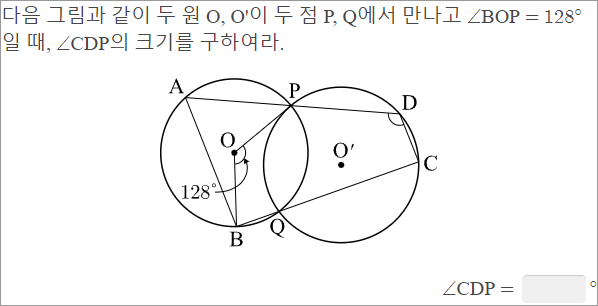 다음 그림과 같이 두 원 O, O'이 두 점 P, Q에서 만나고 ∠BOP = 128°
일 때, ∠CDP의 크기를 구하여라.
A
P
D
O
O′
C
128°
B
Q
∠CDP = °